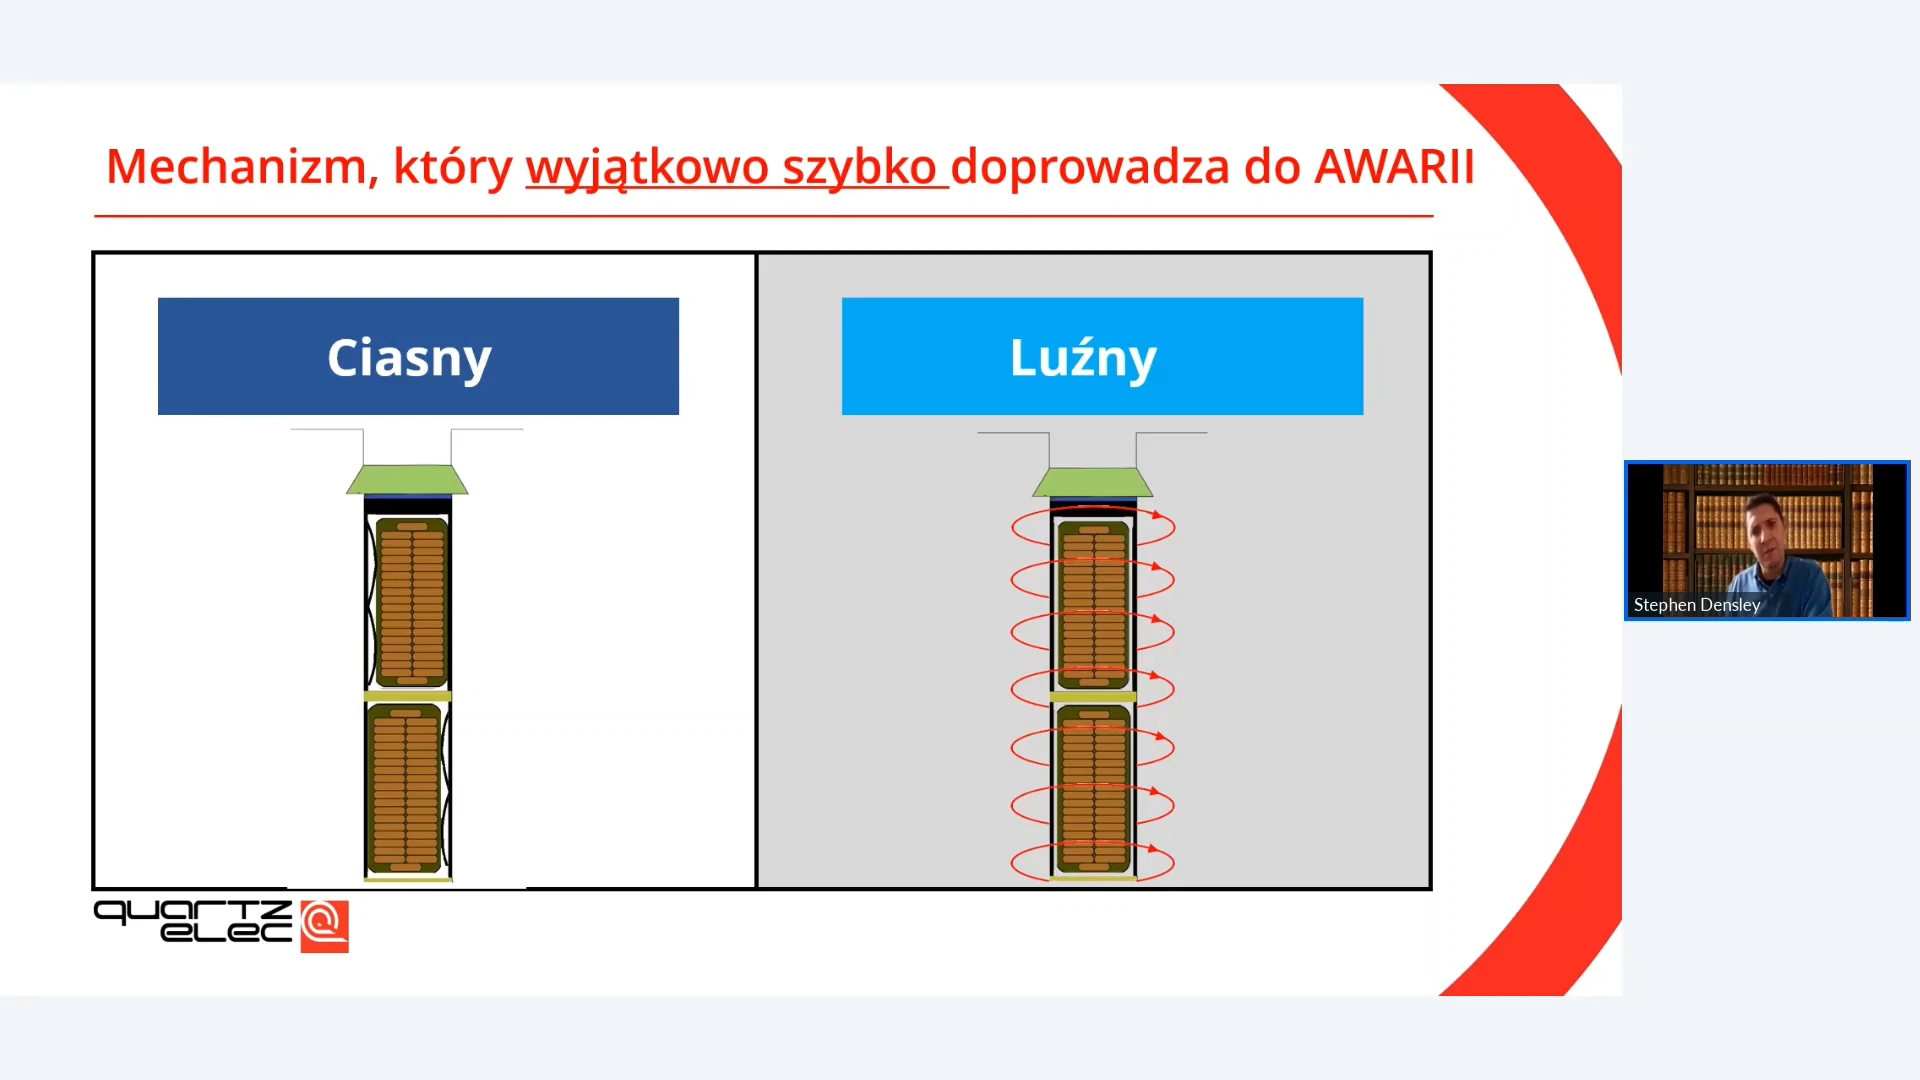 Mechanizm, który wyjątkowo szybko doprowadza do AWARII
Ciasny
Luźny
Stephen Densley
quartz
elec